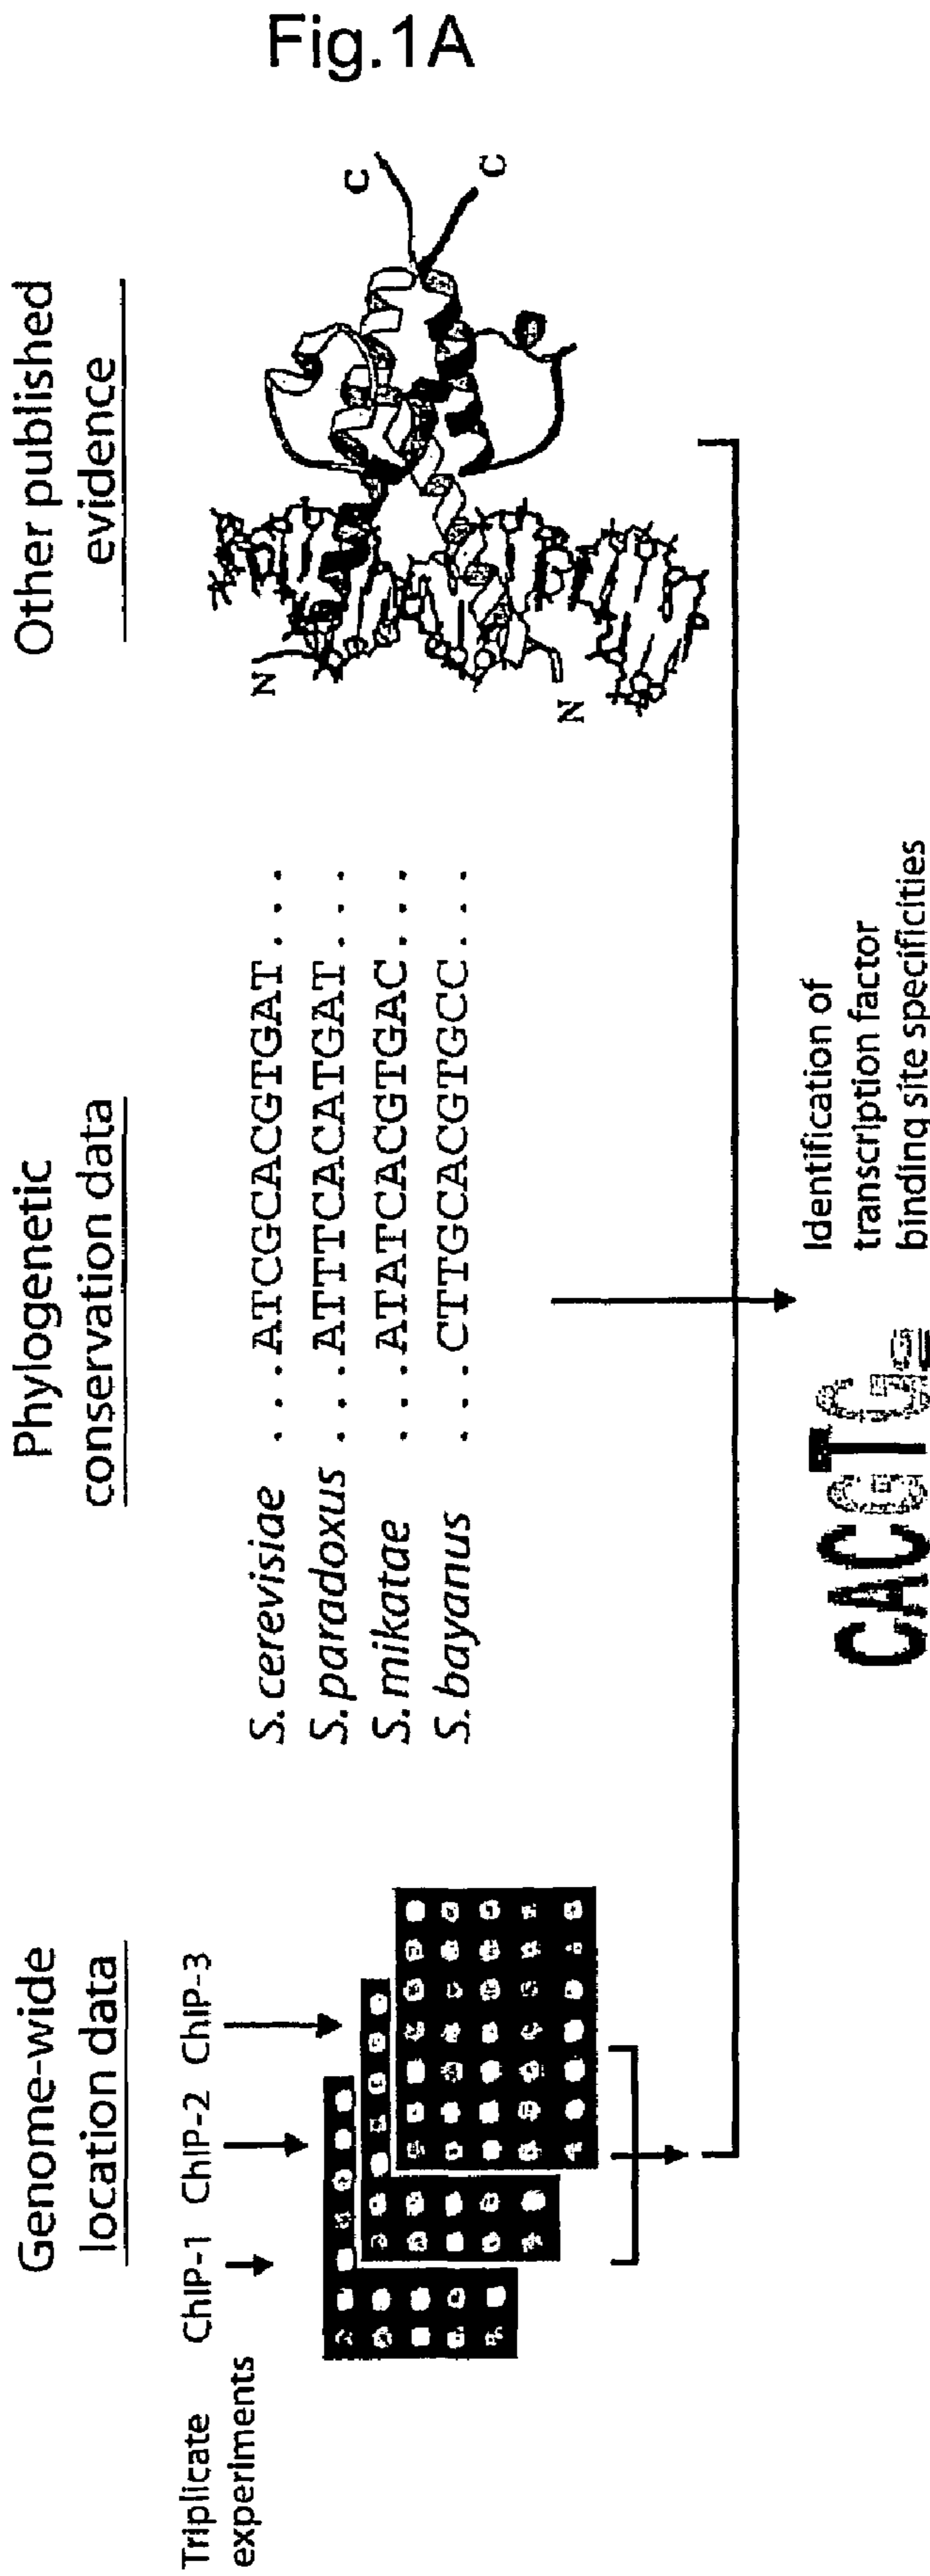 Fig.1A
Genome-wide
location data
Triplicate
experiments
ChIP-1 ChIP-2 ChIP-3
Phylogenetic
conservation data
S. cerevisiae ...ATCGCACGTGAT...
S. paradoxus ...ATTTCACATGAT...
S. mikatae ...ATATCACGTGAC...
S. bayanus ...CTTGCACGTGCC...
Other published
evidence
N
N
C
C
CACGTG
Identification of
transcription factor
binding site specificities